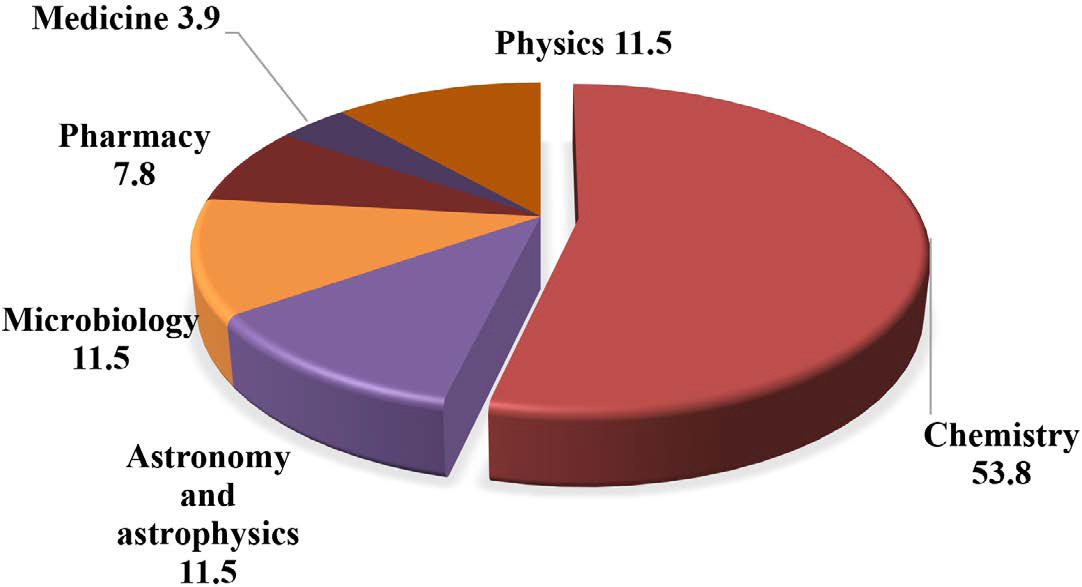 Medicine 3.9
Physics 11.5
Pharmacy
7.8
Microbiology
11.5
Astronomy
and
astrophysics
11.5
Chemistry
53.8